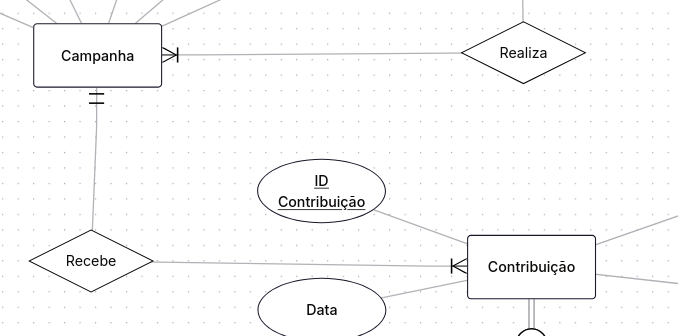 Campanha
Realiza
ID
Contribuição
Recebe
Contribuição
Data